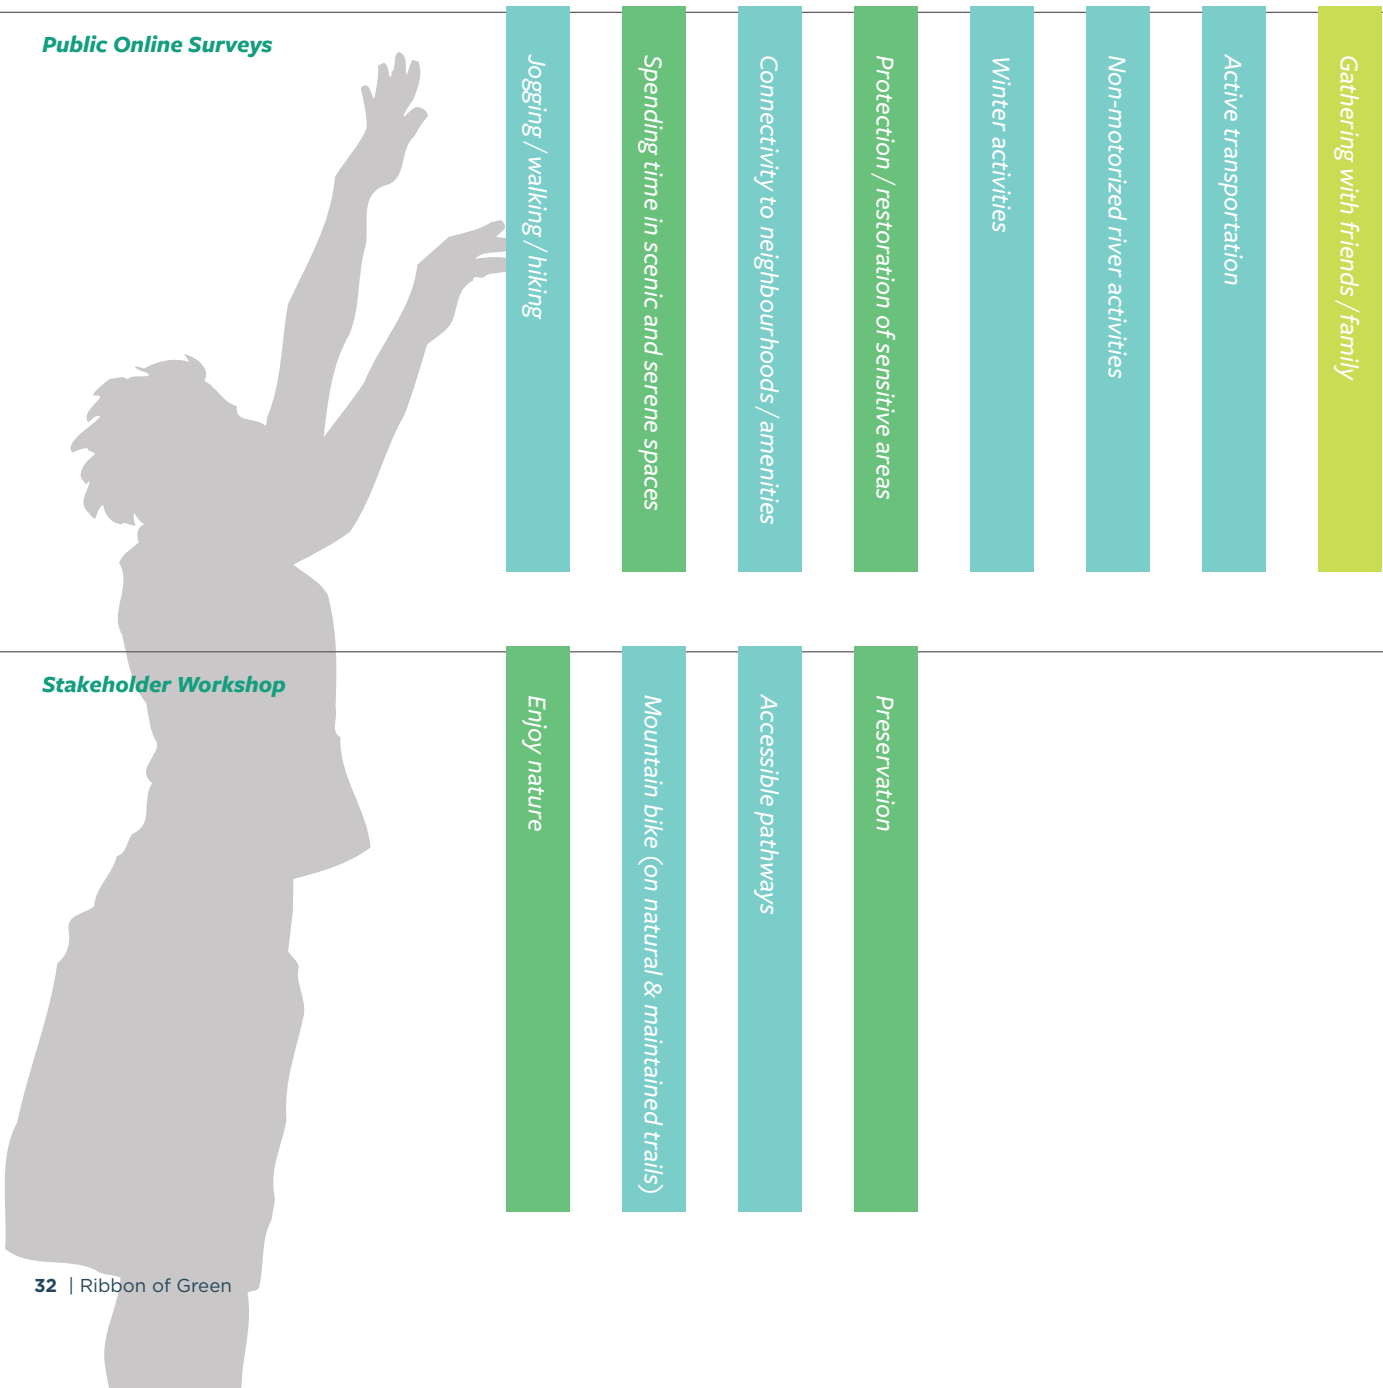 Public Online Surveys
Jogging / walking / hiking
Spending time in scenic and serene spaces
Connectivity to neighbourhoods / amenities
Protection / restoration of sensitive areas
Winter activities
Non-motorized river activities
Active transportation
Gathering with friends / family
Stakeholder Workshop
Enjoy nature
Mountain bike (on natural & maintained trails)
Accessible pathways
Preservation
32 | Ribbon of Green